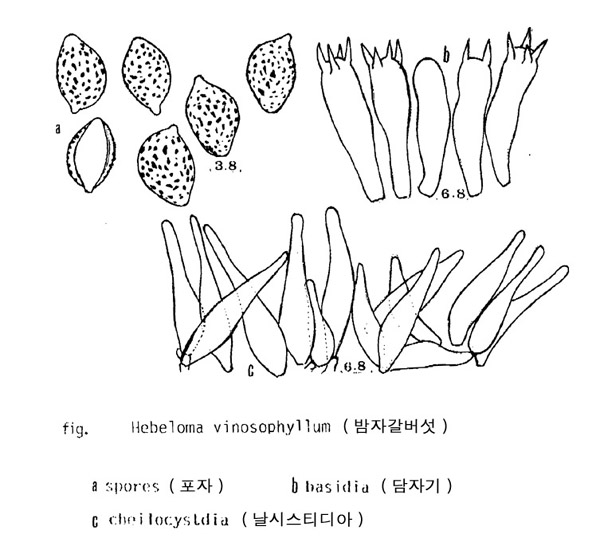 a
b
3.8
6.8
c
6.8
fig. Hebeloma vinosophyllum ( 밤자갈버섯 )
a spores ( 포자 ) b basidia ( 담자기 )
c cheilocystdia ( 날시스티디아 )